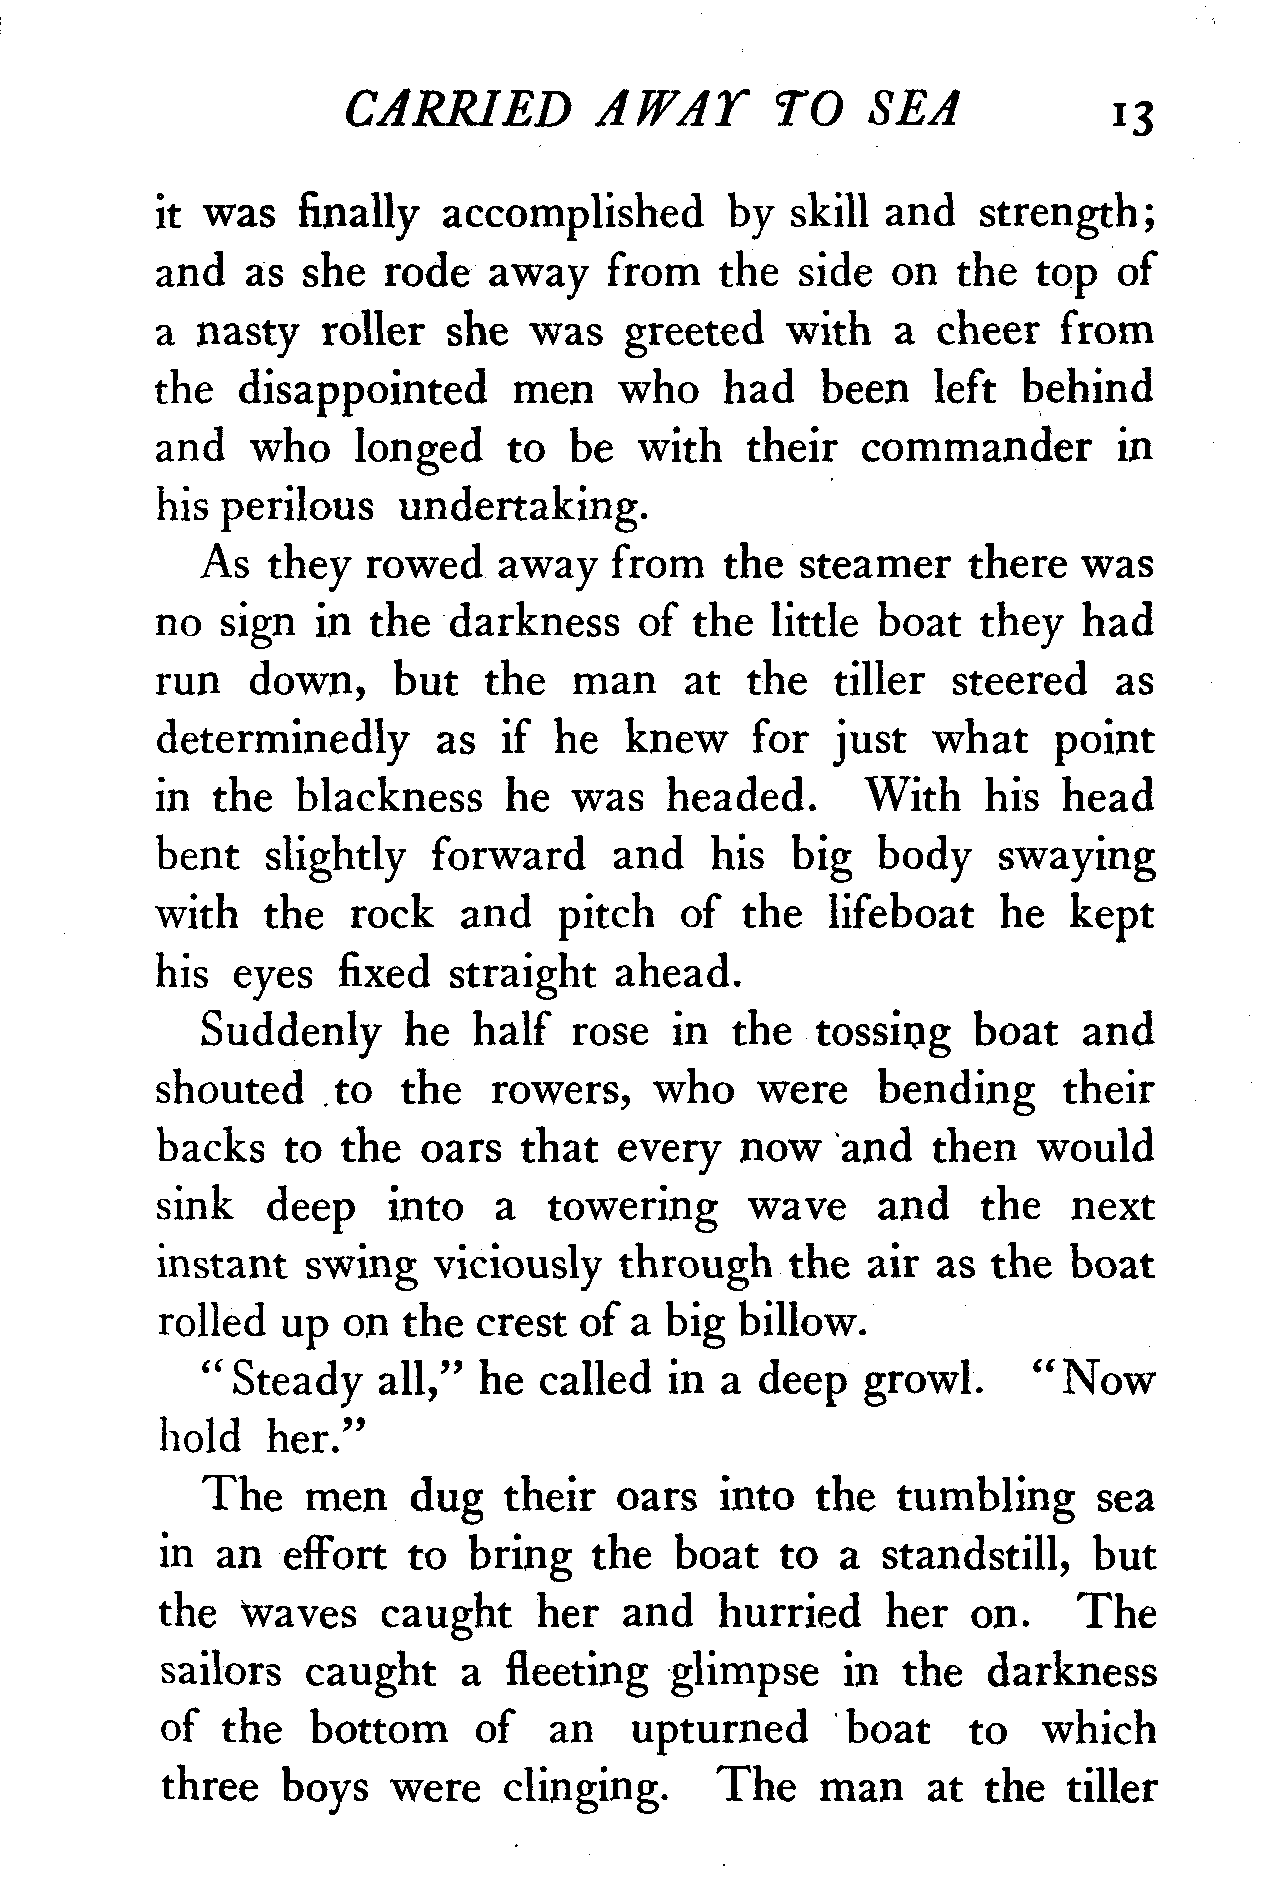 CARRIED AWAY TO SEA 13
it was finally accomplished by skill and strength;
and as she rode away from the side on the top of
a nasty roller she was greeted with a cheer from
the disappointed men who had been left behind
and who longed to be with their commander in
his perilous undertaking.
As they rowed away from the steamer there was
no sign in the darkness of the little boat they had
run down, but the man at the tiller steered as
determinedly as if he knew for just what point
in the blackness he was headed. With his head
bent slightly forward and his big body swaying
with the rock and pitch of the lifeboat he kept
his eyes fixed straight ahead.
Suddenly he half rose in the tossing boat and
shouted to the rowers, who were bending their
backs to the oars that every now and then would
sink deep into a towering wave and the next
instant swing viciously through the air as the boat
rolled up on the crest of a big billow.
"Steady all," he called in a deep growl. "Now
hold her."
The men dug their oars into the tumbling sea
in an effort to bring the boat to a standstill, but
the waves caught her and hurried her on. The
sailors caught a fleeting glimpse in the darkness
of the bottom of an upturned boat to which
three boys were clinging. The man at the tiller